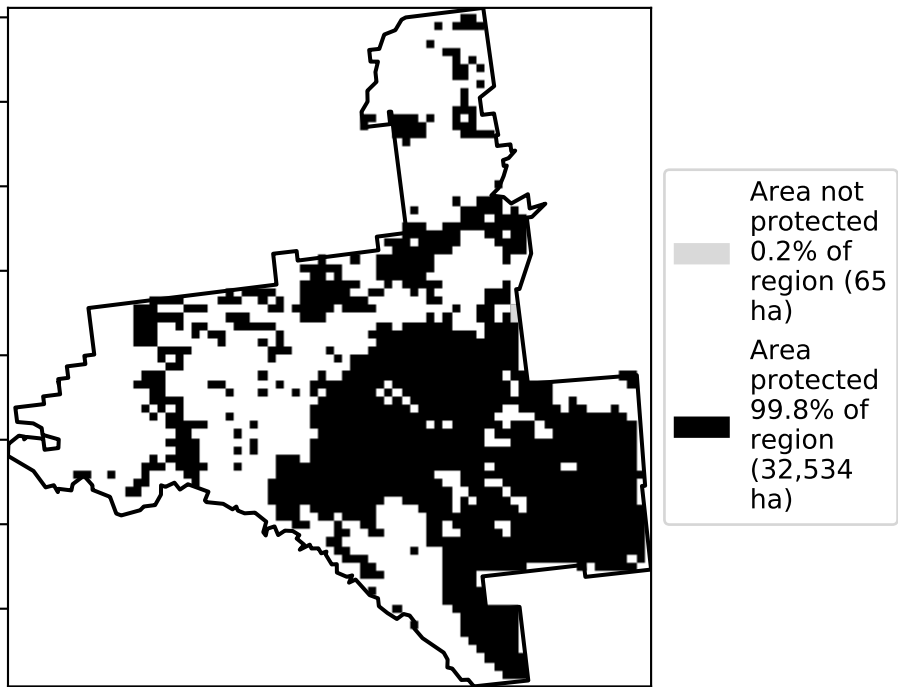 Area not
protected
0.2% of
region (65
ha)
Area
protected
99.8% of
region
(32,534
ha)